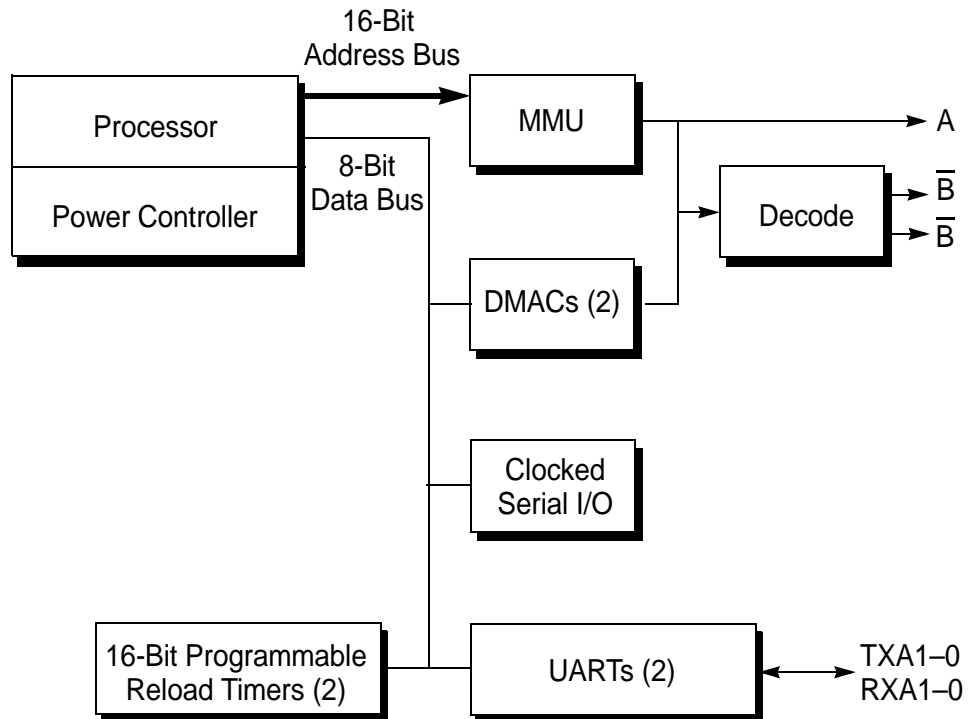 16-Bit
Address Bus
Processor
MMU
A
8-Bit
Data Bus
Power Controller
B̅
Decode
B̅
DMACs (2)
Clocked
Serial I/O
16-Bit Programmable
Reload Timers (2)
UARTs (2)
TXA1–0
RXA1–0